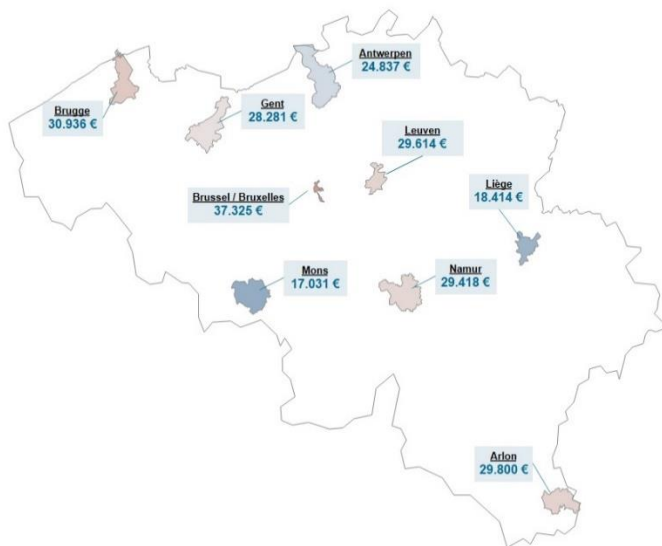 Antwerpen
24.837 €
Brugge
30.936 €
Gent
28.281 €
Leuven
29.614 €
Brussel / Bruxelles
37.325 €
Liège
18.414 €
Mons
17.031 €
Namur
29.418 €
Arlon
29.800 €